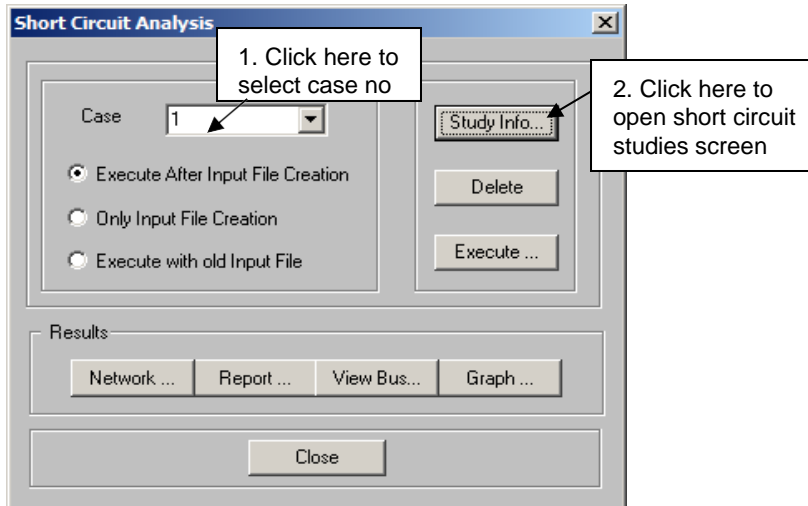 Short Circuit Analysis
1. Click here to
select case no
2. Click here to
open short circuit
studies screen
Case
1
Study Info...
Execute After Input File Creation
Only Input File Creation
Execute with old Input File
Delete
Execute ...
Results
Network ...
Report ...
View Bus...
Graph ...
Close